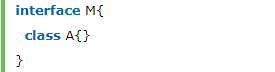 interface M{
  class A{}
}